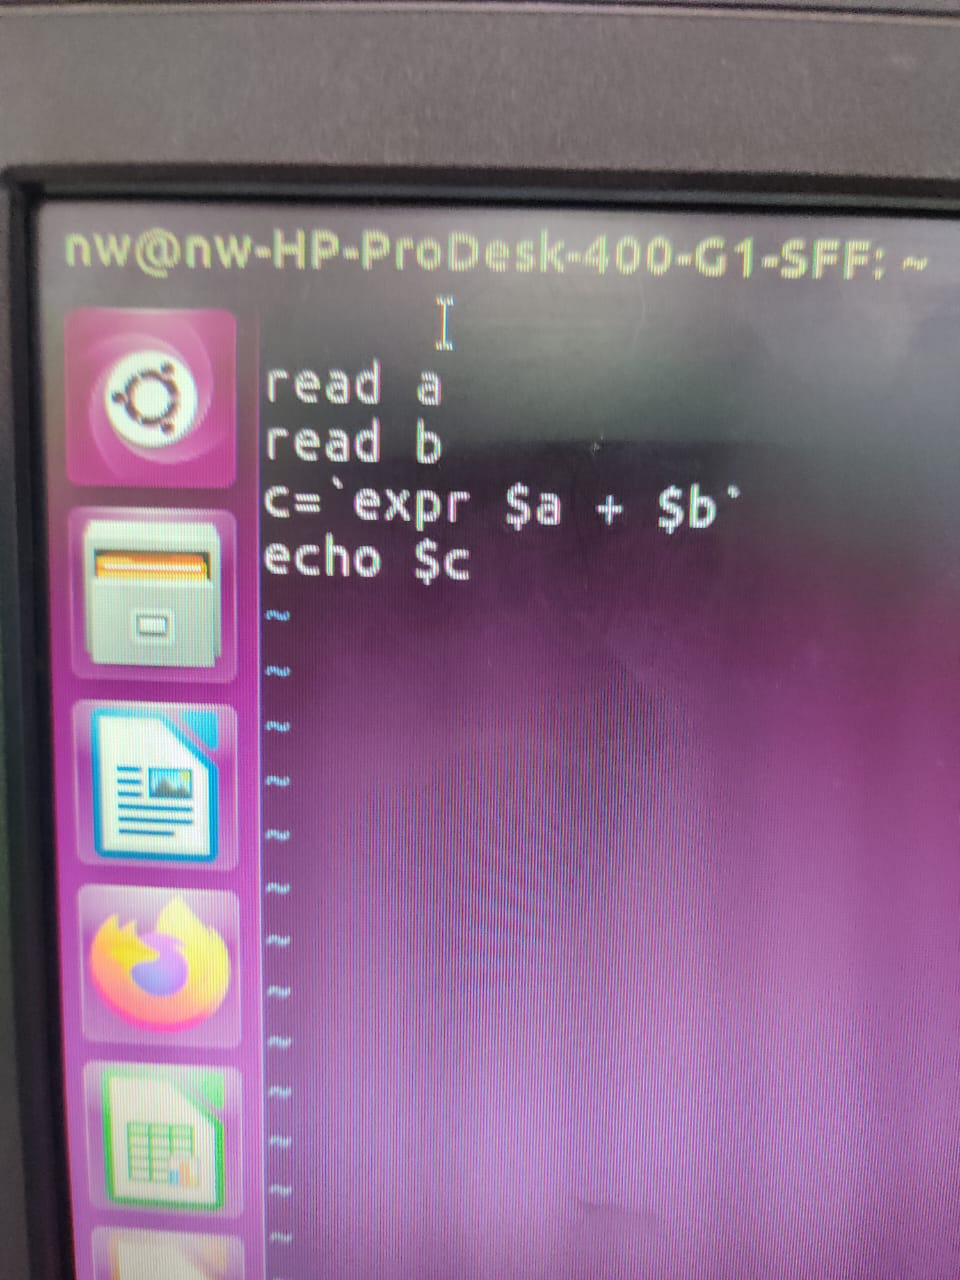 nw@nw-HP-ProDesk-400-G1-SFF: ~
read a
read b
c=`expr $a + $b`
echo $c
~
~
~
~
~
~
~
~
~
~
~
~
~